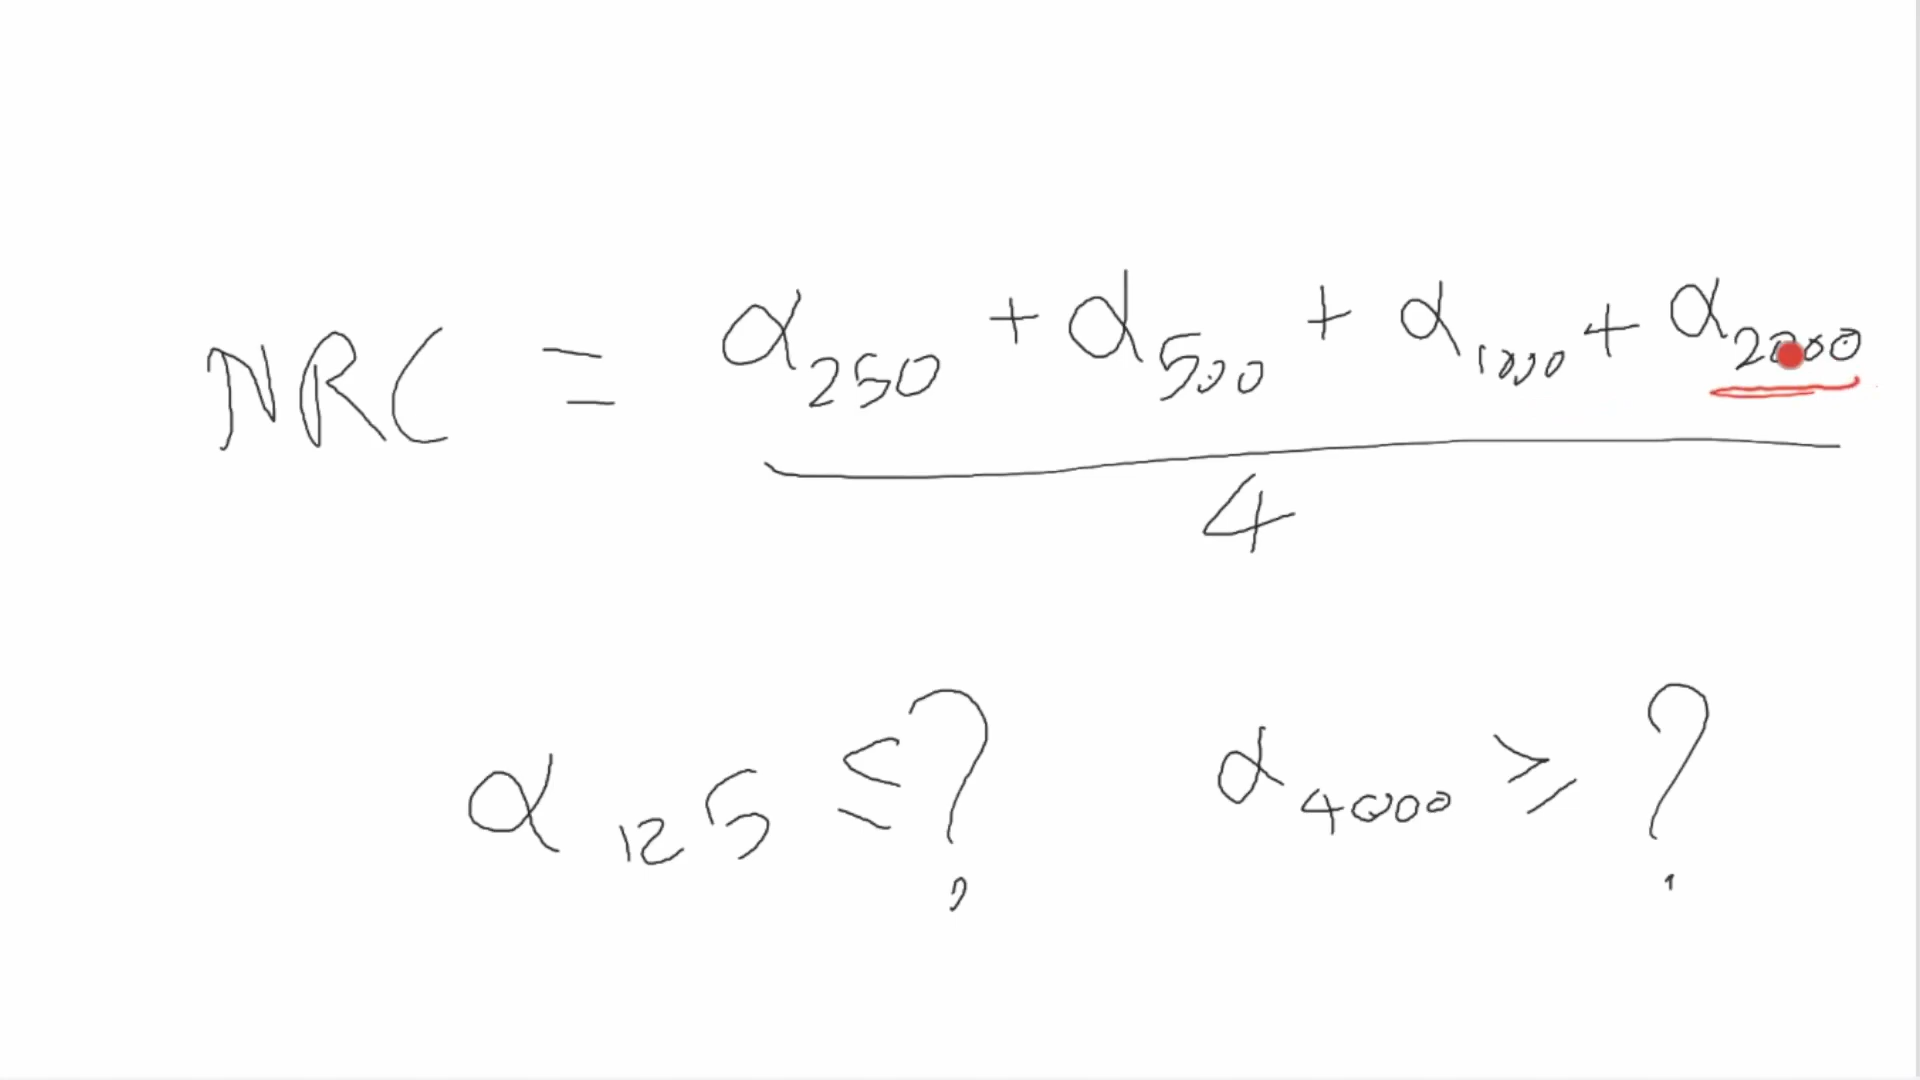 NRC = α250 + α500 + α1000 + α2000
4
α125 ≤ ? α4000 ≥ ?